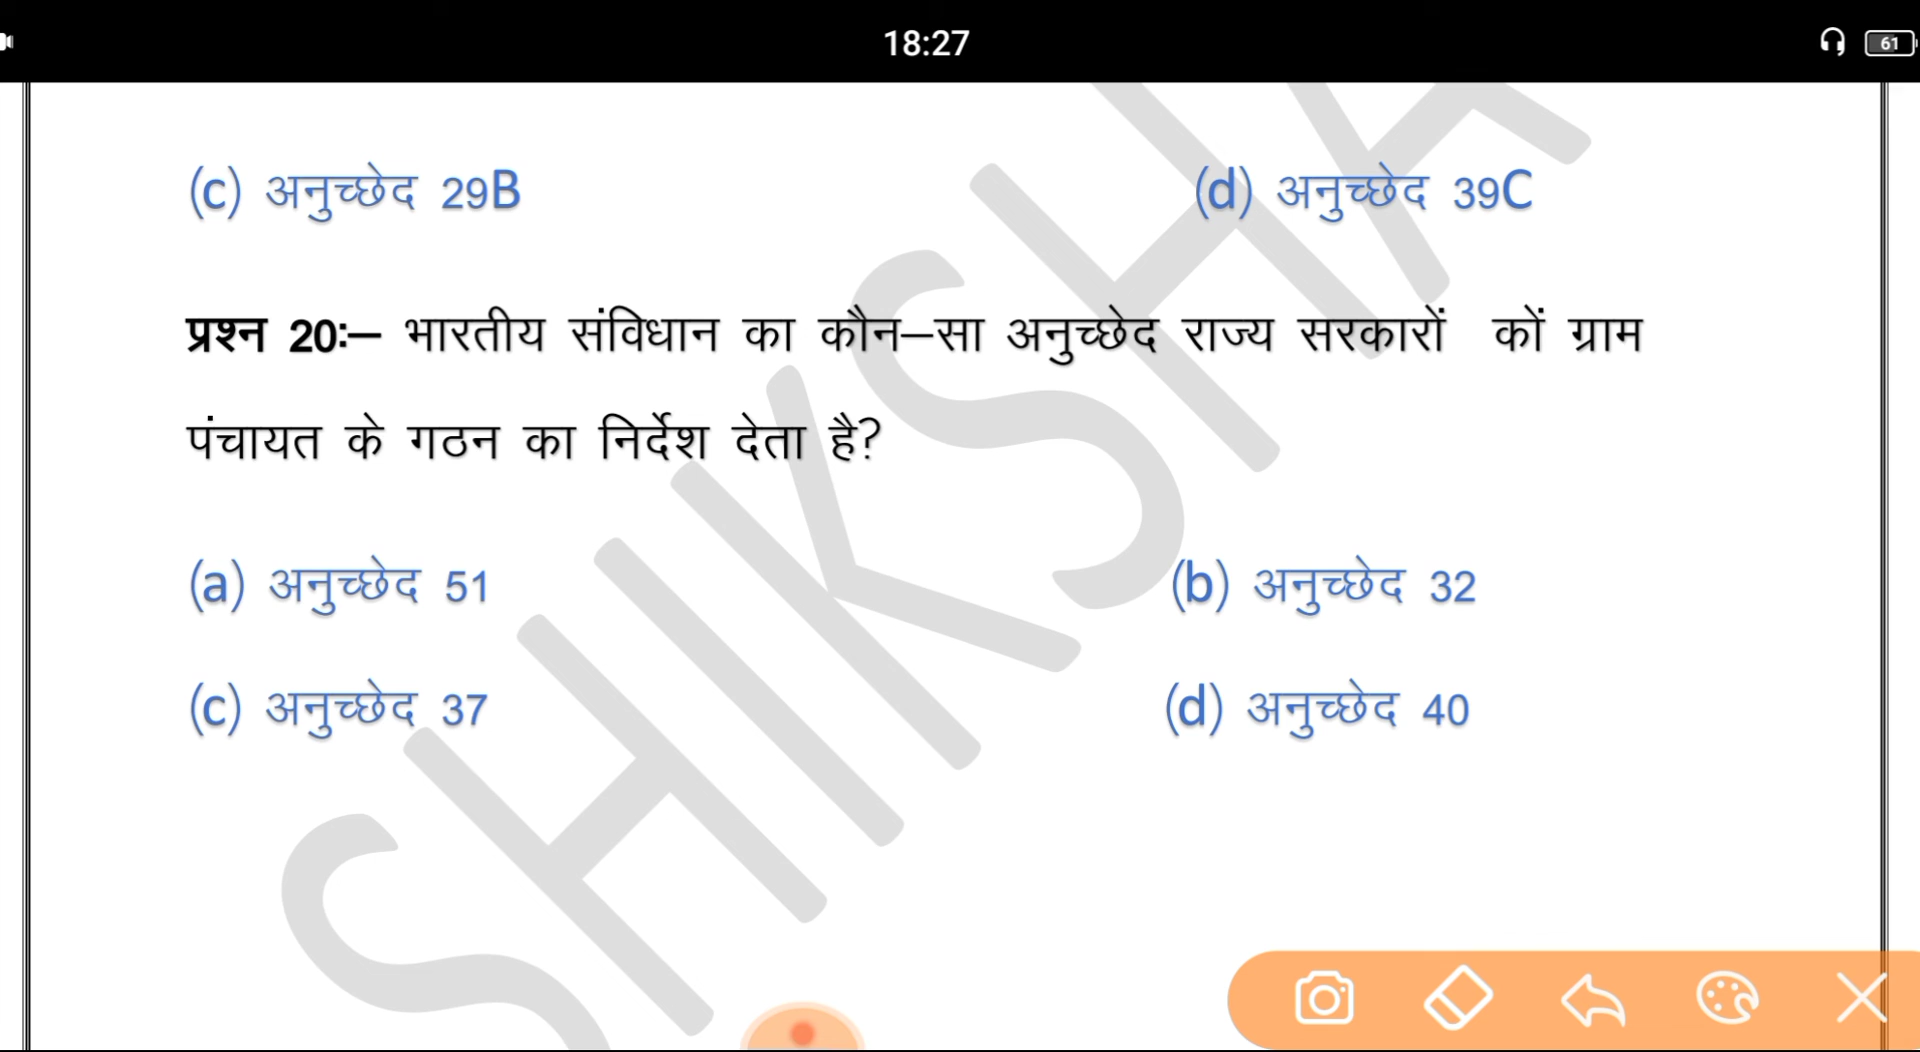 18:27
61
(c) अनुच्छेद 29B (d) अनुच्छेद 39C
प्रश्न 20ः– भारतीय संविधान का कौन–सा अनुच्छेद राज्य सरकारों कों ग्राम
पंचायत के गठन का निर्देश देता है?
(a) अनुच्छेद 51 (b) अनुच्छेद 32
(c) अनुच्छेद 37 (d) अनुच्छेद 40
SHIKSHA